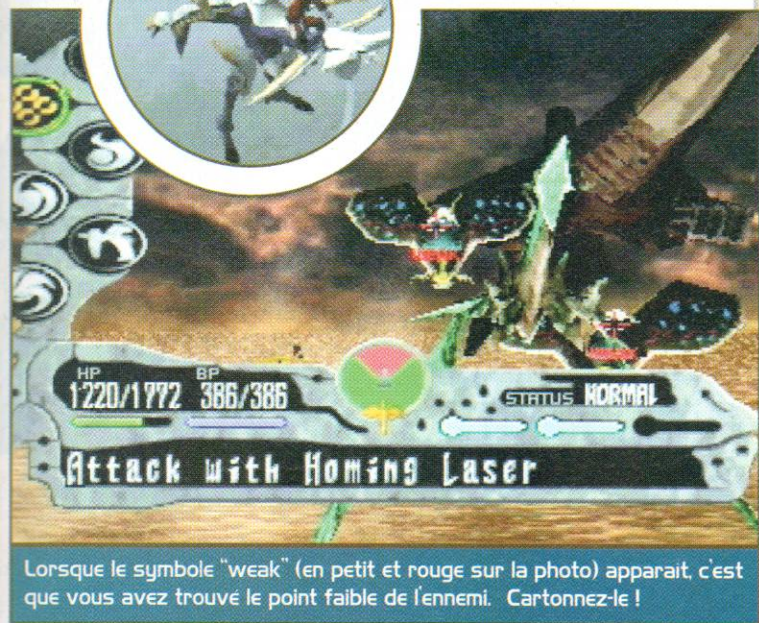 HP
1220/1772
BP
386/386
STATUS NORMAL
Attack with Homing Laser
Lorsque le symbole "weak" (en petit et rouge sur la photo) apparait, c'est
que vous avez trouvé le point faible de l'ennemi. Cartonnez-le !